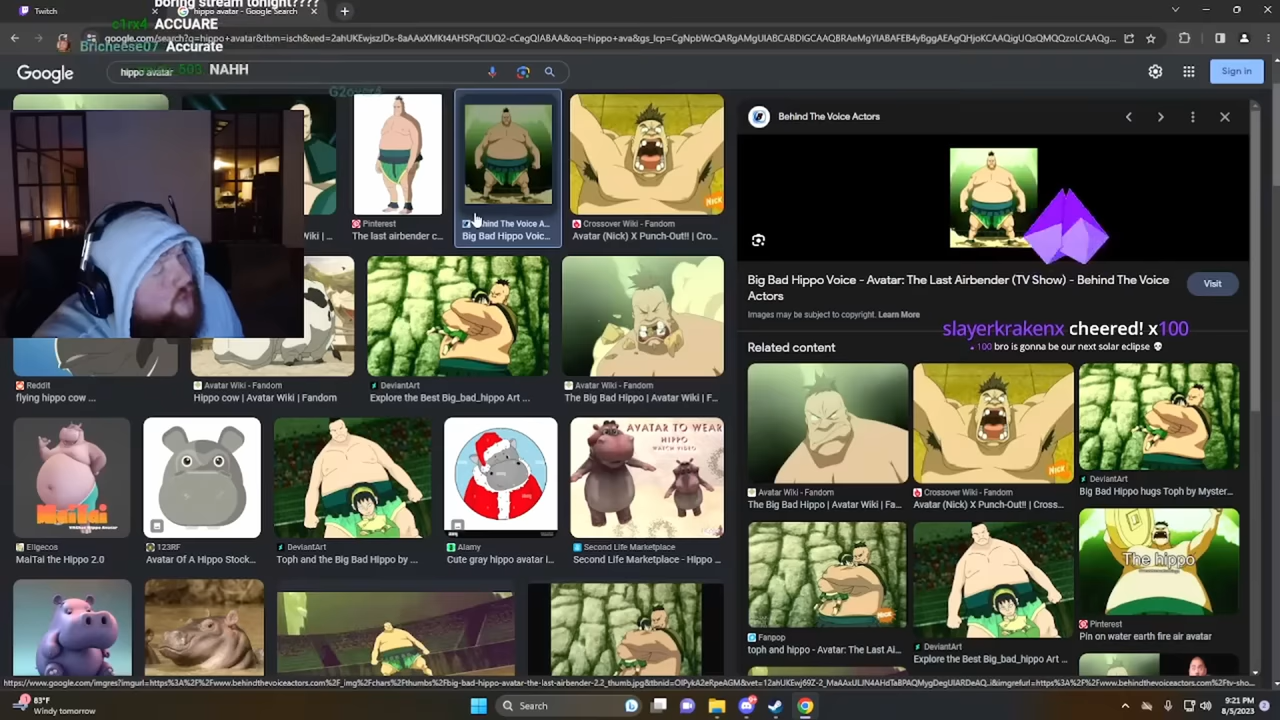 Twitch
hippo avatar - Google Search
boring stream tonight????
c1rx4 ACCUARE
Bricheese07 Accurate
NAHH
G2over4
Google
hippo avatar
Sign in
Behind The Voice Actors
Pinterest
The last airbender c...
Behind The Voice A...
Big Bad Hippo Voic...
Crossover Wiki - Fandom
Avatar (Nick) X Punch-Out!! | Cro...
Big Bad Hippo Voice - Avatar: The Last Airbender (TV Show) - Behind The Voice Actors
Visit
Images may be subject to copyright. Learn More
slayerkrakenx cheered! x100
100 bro is gonna be our next solar eclipse 💀
Related content
Reddit
flying hippo cow ...
Avatar Wiki - Fandom
Hippo cow | Avatar Wiki | Fandom
DeviantArt
Explore the Best Big_bad_hippo Art ...
Avatar Wiki - Fandom
The Big Bad Hippo | Avatar Wiki | F...
AVATAR TO WEAR
HIPPO
WATCH VIDEO
MaiTai
Eligecos
MaiTai the Hippo 2.0
123RF
Avatar Of A Hippo Stock...
DeviantArt
Toph and the Big Bad Hippo by ...
Alamy
Cute gray hippo avatar i...
Second Life Marketplace
Second Life Marketplace - Hippo ...
Avatar Wiki - Fandom
The Big Bad Hippo | Avatar Wiki | Fa...
Crossover Wiki - Fandom
Avatar (Nick) X Punch-Out!! | Cross...
DeviantArt
Big Bad Hippo hugs Toph by Myster...
The hippo
Fanpop
toph and hippo - Avatar: The Last Ai...
DeviantArt
Explore the Best Big_bad_hippo Art ...
Pinterest
Pin on water earth fire air avatar
83°F
Windy tomorrow
Search
9:21 PM
8/5/2023